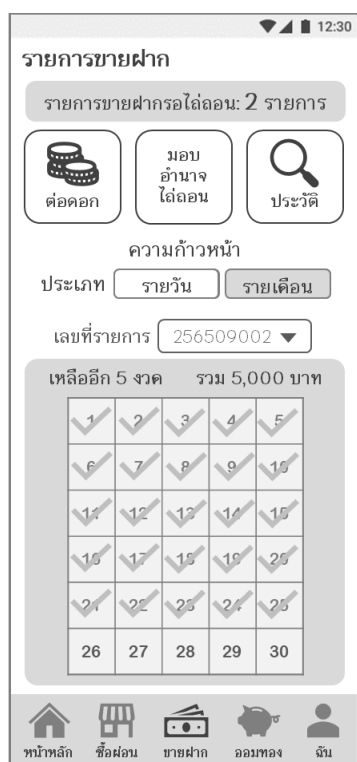 12:30
รายการขายฝาก
รายการขายฝากรอไถ่ถอน: 2 รายการ
ต่อดอก
มอบ
อำนาจ
ไถ่ถอน
ประวัติ
ความก้าวหน้า
ประเภท รายวัน รายเดือน
เลขที่รายการ 256509002
เหลืออีก 5 งวด รวม 5,000 บาท
1 2 3 4 5
6 7 8 9 10
11 12 13 14 15
16 17 18 19 20
21 22 23 24 25
26 27 28 29 30
หน้าหลัก ซื้อผ่อน ขายฝาก ออมทอง ฉัน